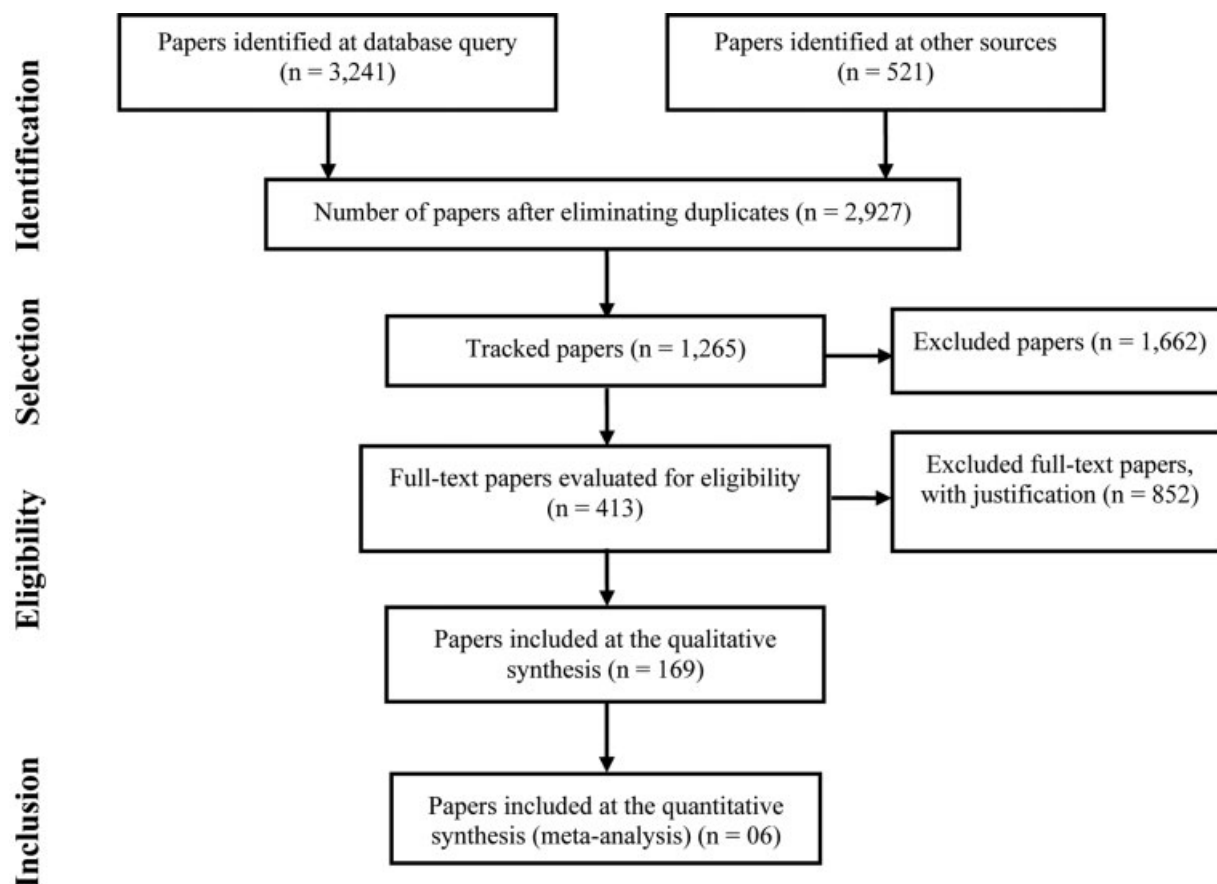 Identification
Papers identified at database query
(n = 3,241)
Papers identified at other sources
(n = 521)
Number of papers after eliminating duplicates (n = 2,927)
Selection
Tracked papers (n = 1,265)
Excluded papers (n = 1,662)
Eligibility
Full-text papers evaluated for eligibility
(n = 413)
Excluded full-text papers,
with justification (n = 852)
Papers included at the qualitative
synthesis (n = 169)
Inclusion
Papers included at the quantitative
synthesis (meta-analysis) (n = 06)